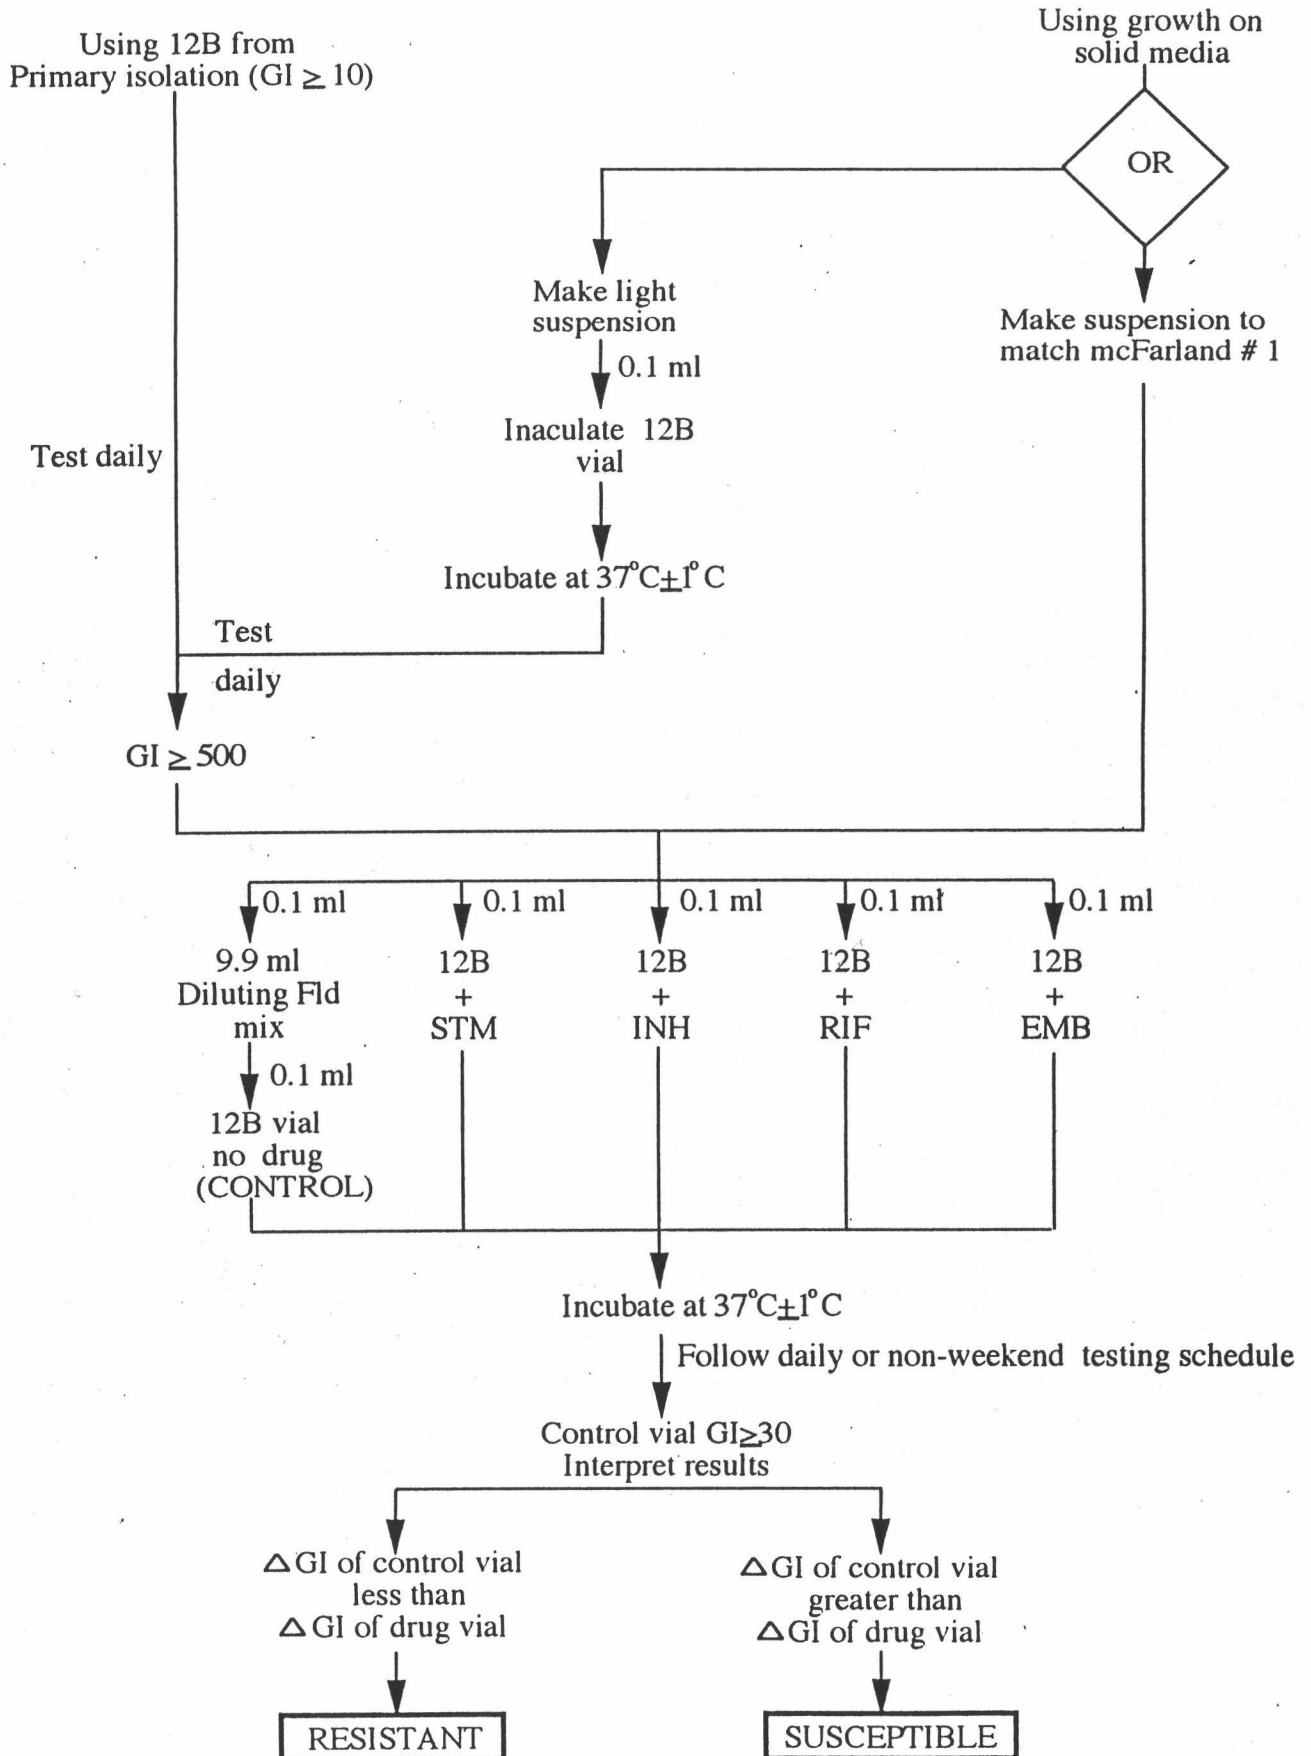 Using 12B from
Primary isolation (GI ≥ 10)
Using growth on
solid media
OR
Make light
suspension
0.1 ml
Inaculate 12B
vial
Incubate at 37°C±1°C
Make suspension to
match mcFarland # 1
Test daily
Test
daily
GI ≥ 500
0.1 ml
0.1 ml
0.1 ml
0.1 ml
0.1 ml
9.9 ml
Diluting Fld
mix
0.1 ml
12B vial
no drug
(CONTROL)
12B
+
STM
12B
+
INH
12B
+
RIF
12B
+
EMB
Incubate at 37°C±1°C
Follow daily or non-weekend testing schedule
Control vial GI≥30
Interpret results
△GI of control vial
less than
△GI of drug vial
RESISTANT
△GI of control vial
greater than
△GI of drug vial
SUSCEPTIBLE